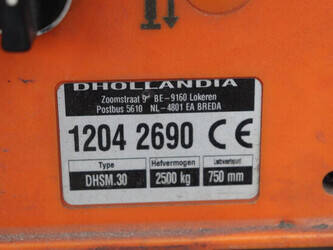 DHOLLANDIA
Zoomstraat 9 BE-9160 Lokeren
Postbus 5610 NL-4801 EA BREDA
1204 2690 CE
Type Hefvermogen
DHSM.30 2500 kg 750 mm